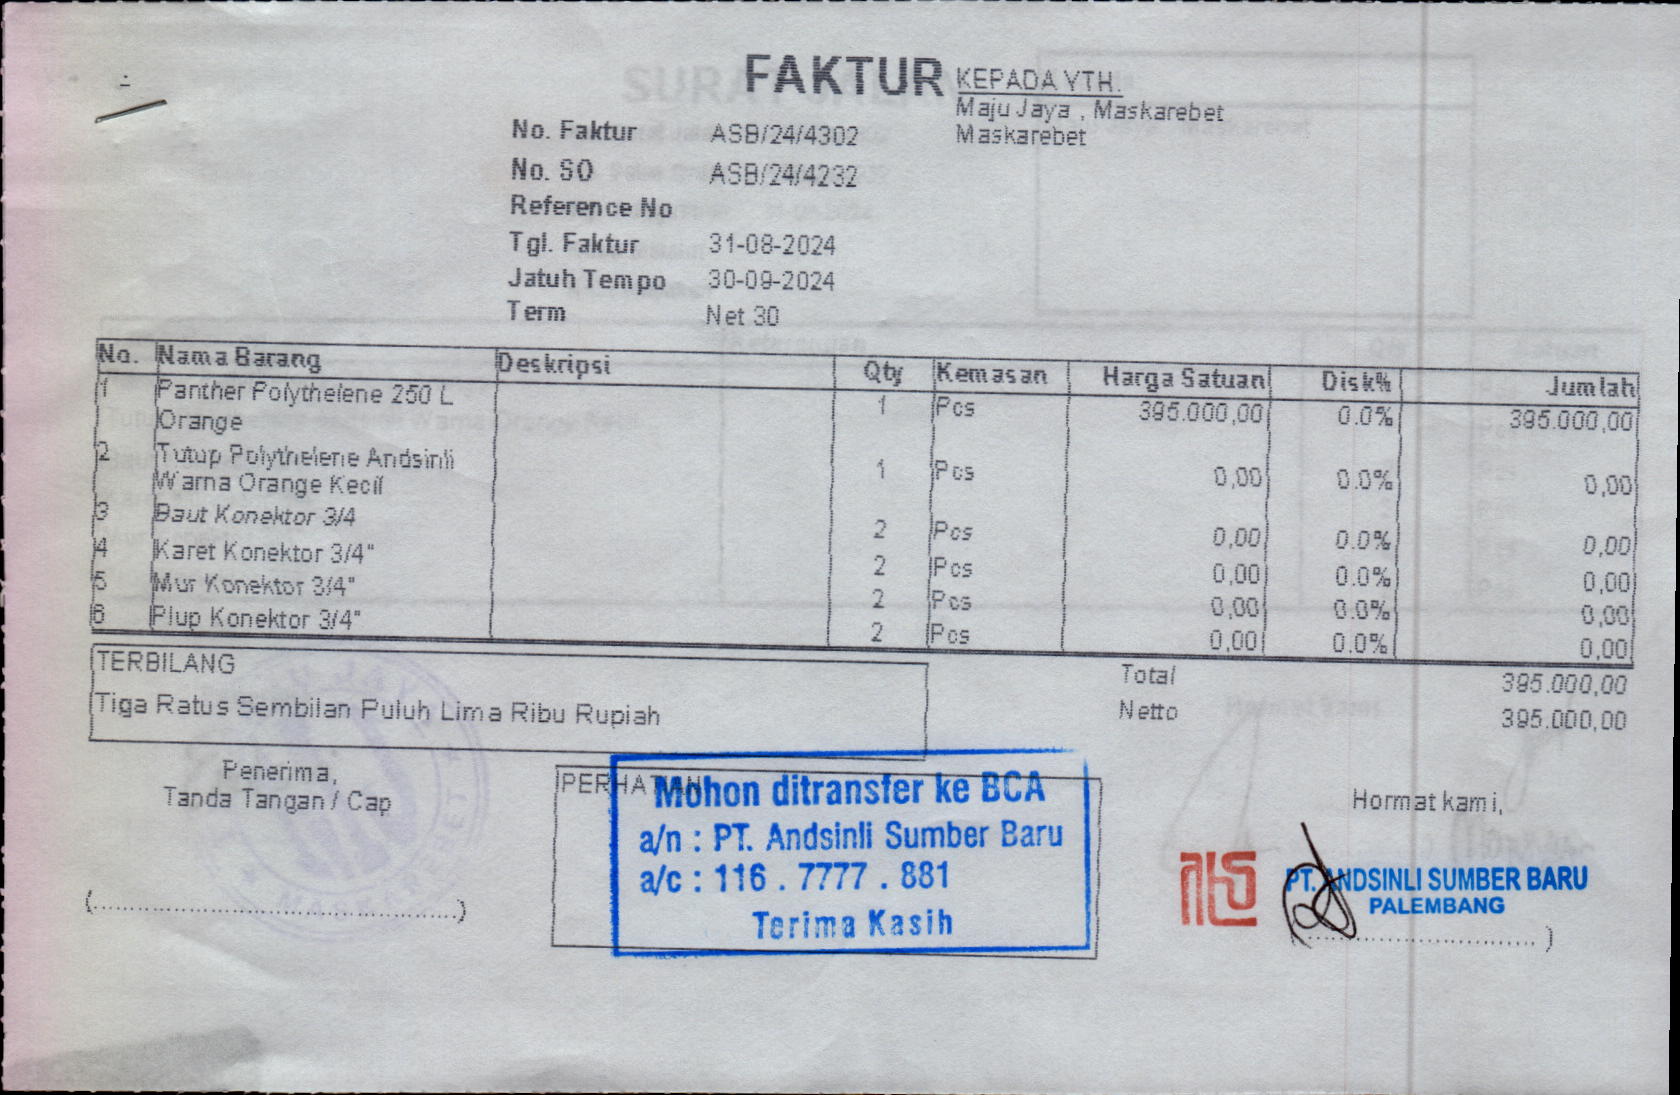 FAKTUR
KEPADA YTH.
Maju Jaya , Maskarebet
Maskarebet
No. Faktur ASB/24/4302
No. SO ASB/24/4232
Reference No
Tgl. Faktur 31-08-2024
Jatuh Tempo 30-09-2024
Term Net 30
No. Nama Barang Deskripsi Qty Kemasan Harga Satuan Disk% Jumlah
1 Panther Polythelene 250 L 1 Pcs 395.000,00 0.0% 395.000,00
Orange
2 Tutup Polythelene Andsinli 1 Pcs 0,00 0.0% 0,00
Warna Orange Kecil
3 Baut Konektor 3/4 2 Pcs 0,00 0.0% 0,00
4 Karet Konektor 3/4" 2 Pcs 0,00 0.0% 0,00
5 Mur Konektor 3/4" 2 Pcs 0,00 0.0% 0,00
6 Plup Konektor 3/4" 2 Pcs 0,00 0.0% 0,00
TERBILANG
Tiga Ratus Sembilan Puluh Lima Ribu Rupiah
Total 395.000,00
Netto 395.000,00
Penerima,
Tanda Tangan / Cap
(........................................................)
PERHATIAN
Mohon ditransfer ke BCA
a/n : PT. Andsinli Sumber Baru
a/c : 116 . 7777 . 881
Terima Kasih
Hormat kami,
PT. ANDSINLI SUMBER BARU
PALEMBANG
(....................................)